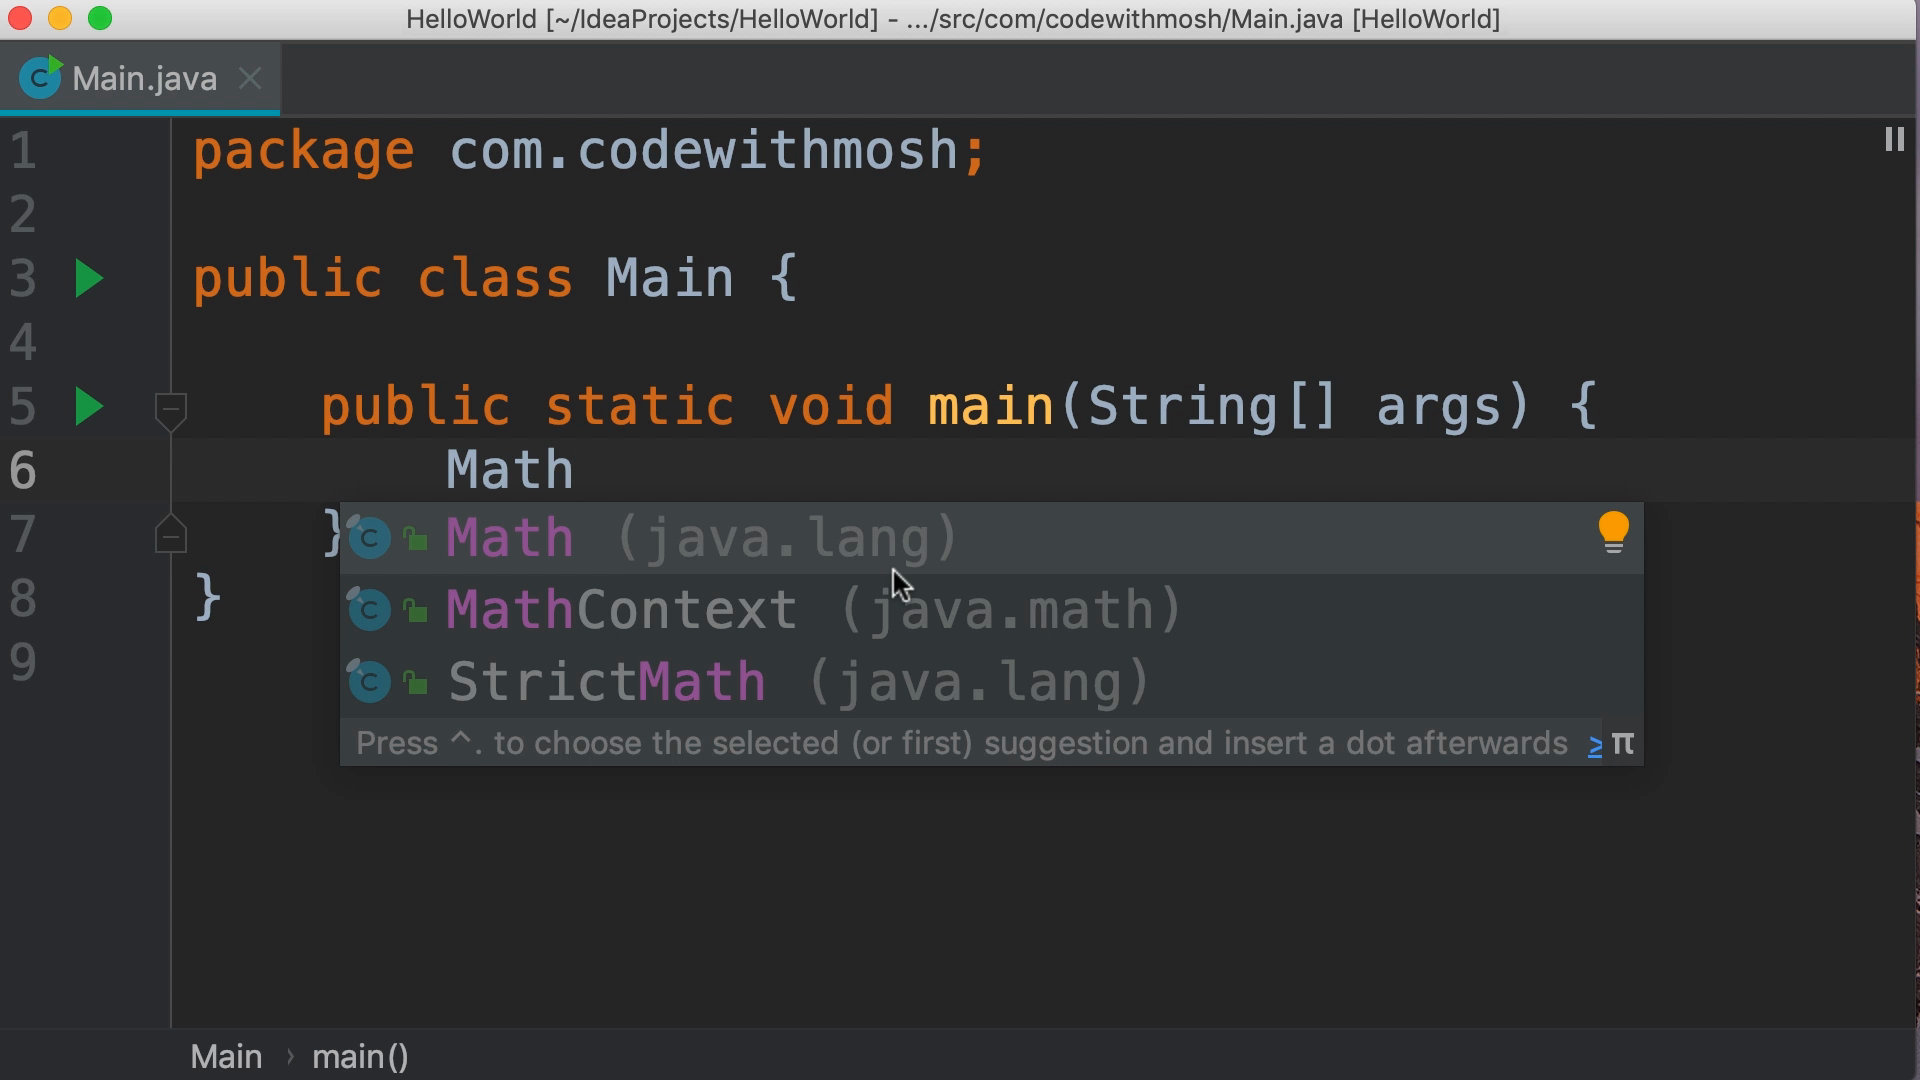 HelloWorld [~/IdeaProjects/HelloWorld] - .../src/com/codewithmosh/Main.java [HelloWorld]
Main.java
1 package com.codewithmosh;
2
3 public class Main {
4
5 public static void main(String[] args) {
6 Math
7 }
Math (java.lang)
MathContext (java.math)
StrictMath (java.lang)
Press ^. to choose the selected (or first) suggestion and insert a dot afterwards ≥ π
8 }
9
Main › main()